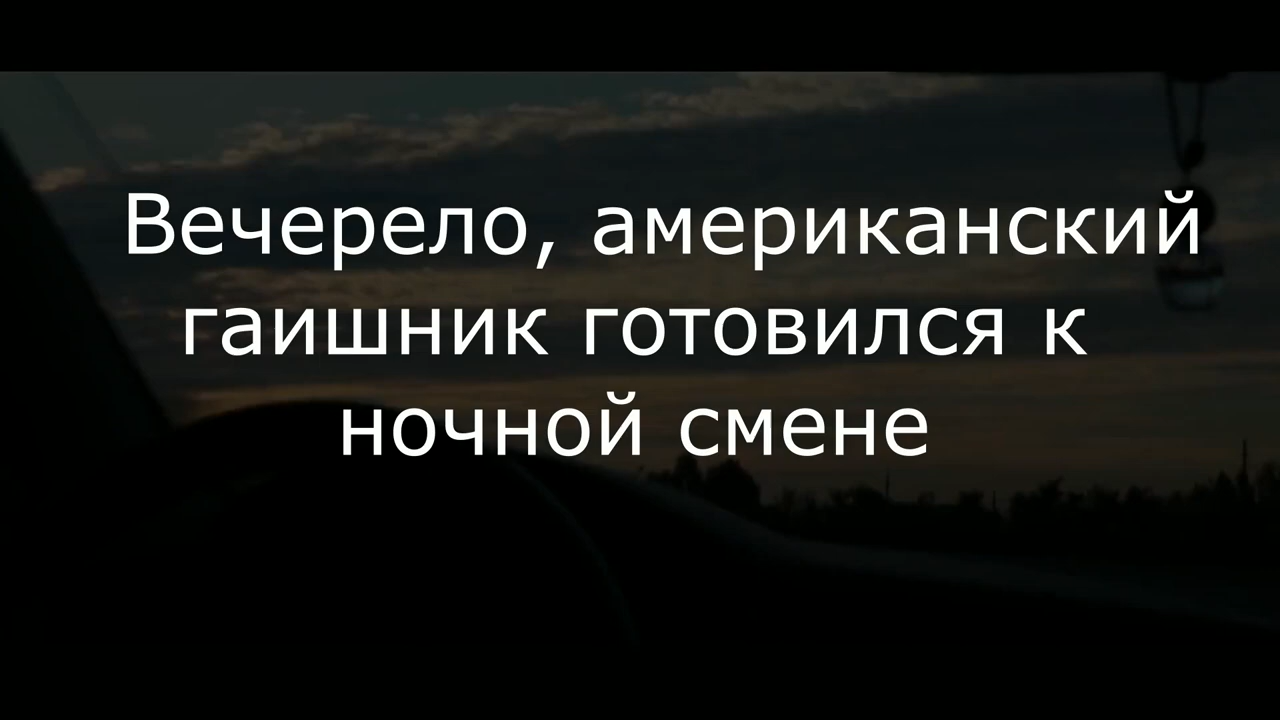 Вечерело, американский
гаишник готовился к
ночной смене